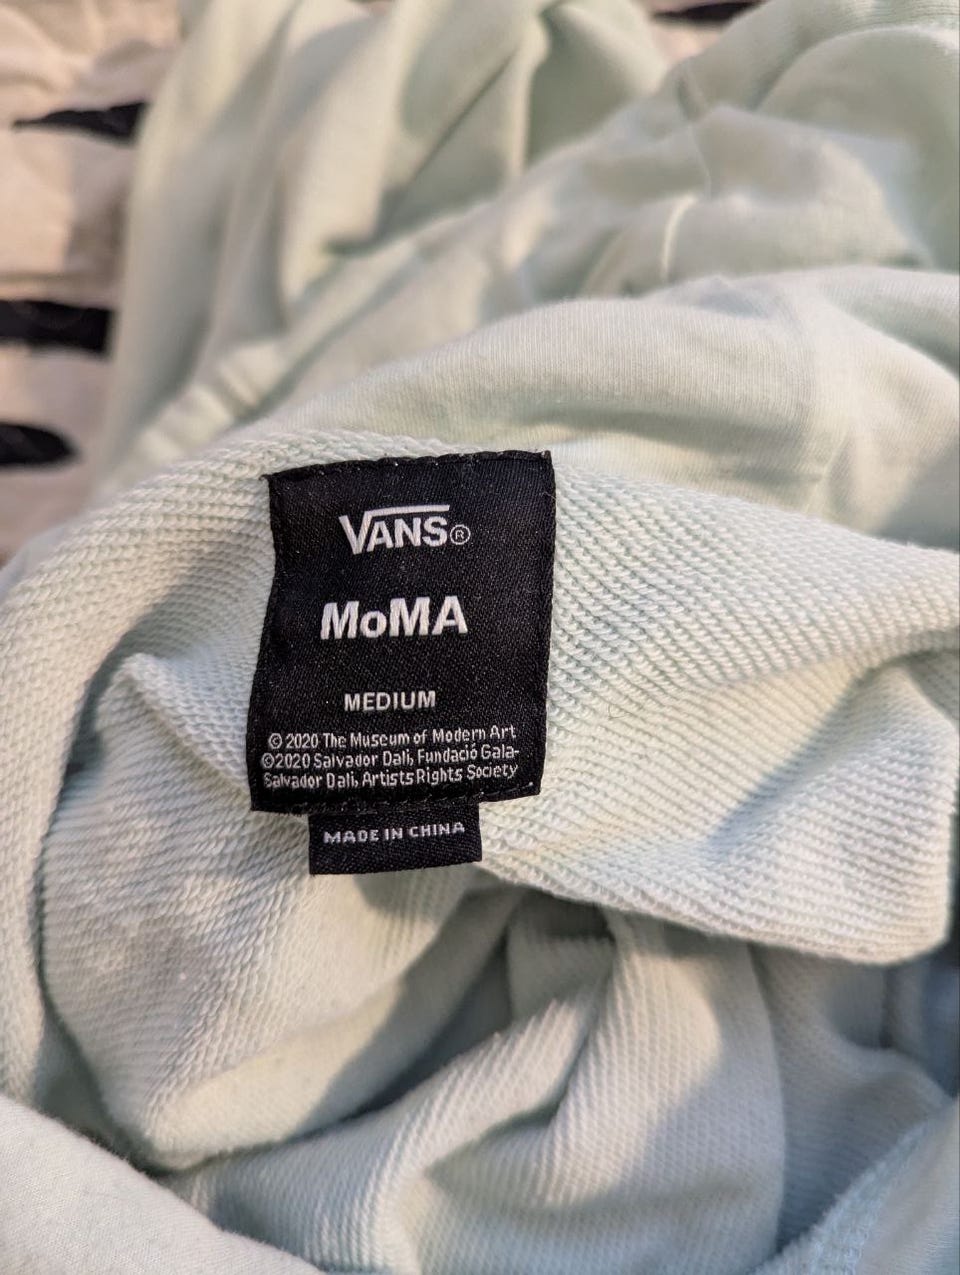 VANS®
MoMA
MEDIUM
© 2020 The Museum of Modern Art
©2020 Salvador Dalí, Fundació Gala-
Salvador Dalí, Artists Rights Society
MADE IN CHINA